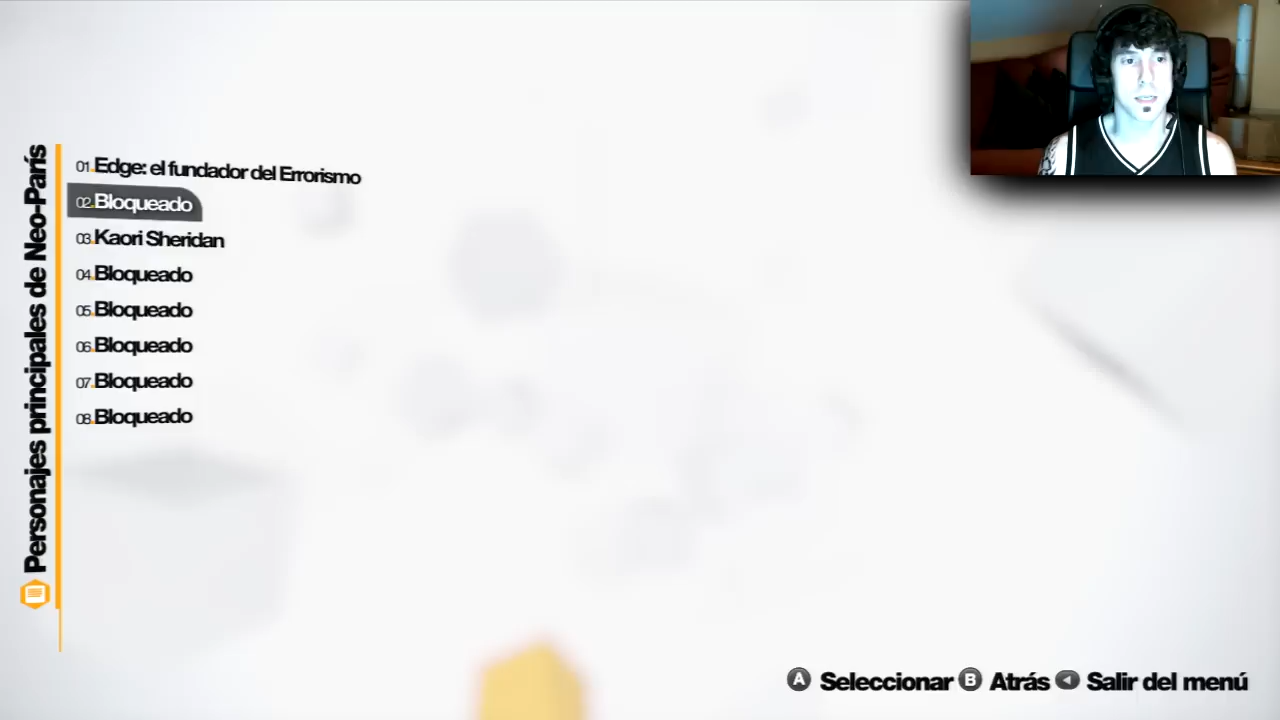 Personajes principales de Neo-París
01.Edge: el fundador del Errorismo
02.Bloqueado
03.Kaori Sheridan
04.Bloqueado
05.Bloqueado
06.Bloqueado
07.Bloqueado
08.Bloqueado
A Seleccionar B Atrás Salir del menú